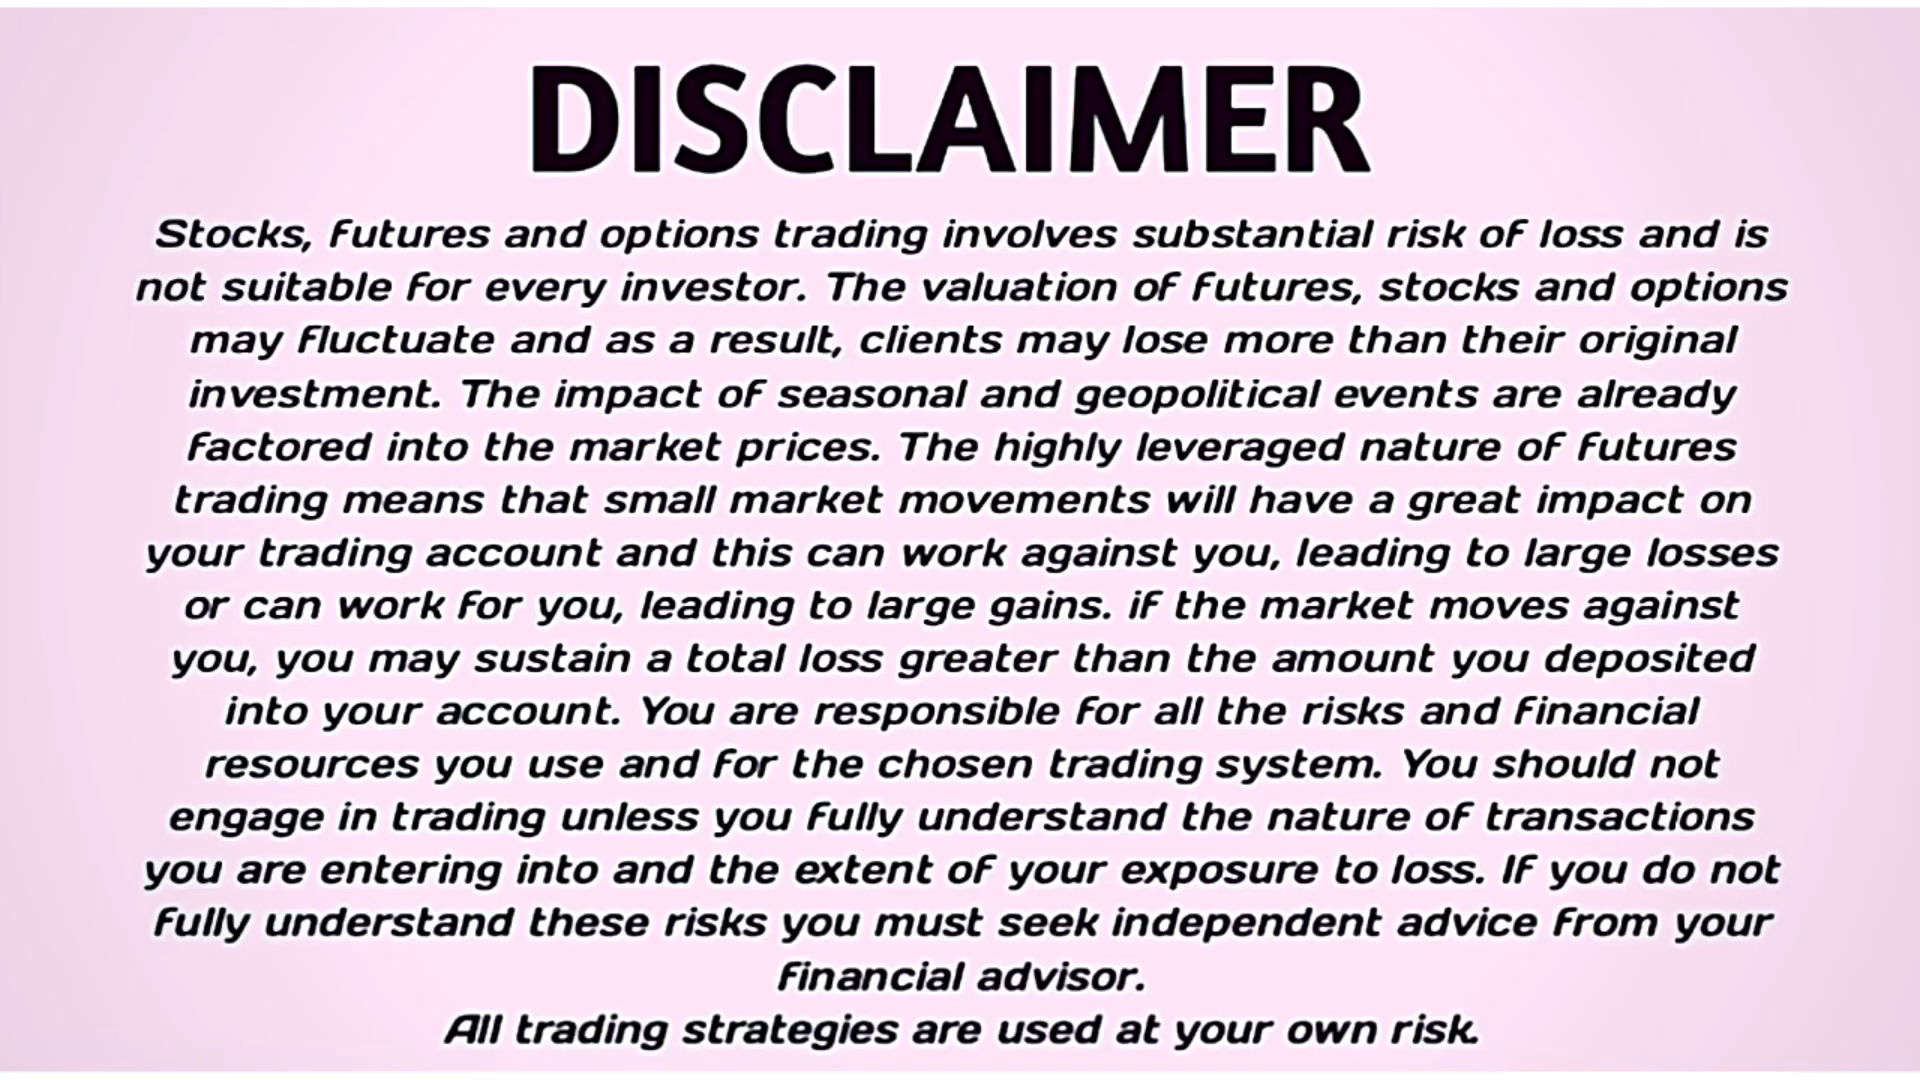 DISCLAIMER
Stocks, futures and options trading involves substantial risk of loss and is
not suitable for every investor. The valuation of futures, stocks and options
may fluctuate and as a result, clients may lose more than their original
investment. The impact of seasonal and geopolitical events are already
factored into the market prices. The highly leveraged nature of futures
trading means that small market movements will have a great impact on
your trading account and this can work against you, leading to large losses
or can work for you, leading to large gains. if the market moves against
you, you may sustain a total loss greater than the amount you deposited
into your account. You are responsible for all the risks and financial
resources you use and for the chosen trading system. You should not
engage in trading unless you fully understand the nature of transactions
you are entering into and the extent of your exposure to loss. If you do not
fully understand these risks you must seek independent advice from your
financial advisor.
All trading strategies are used at your own risk.